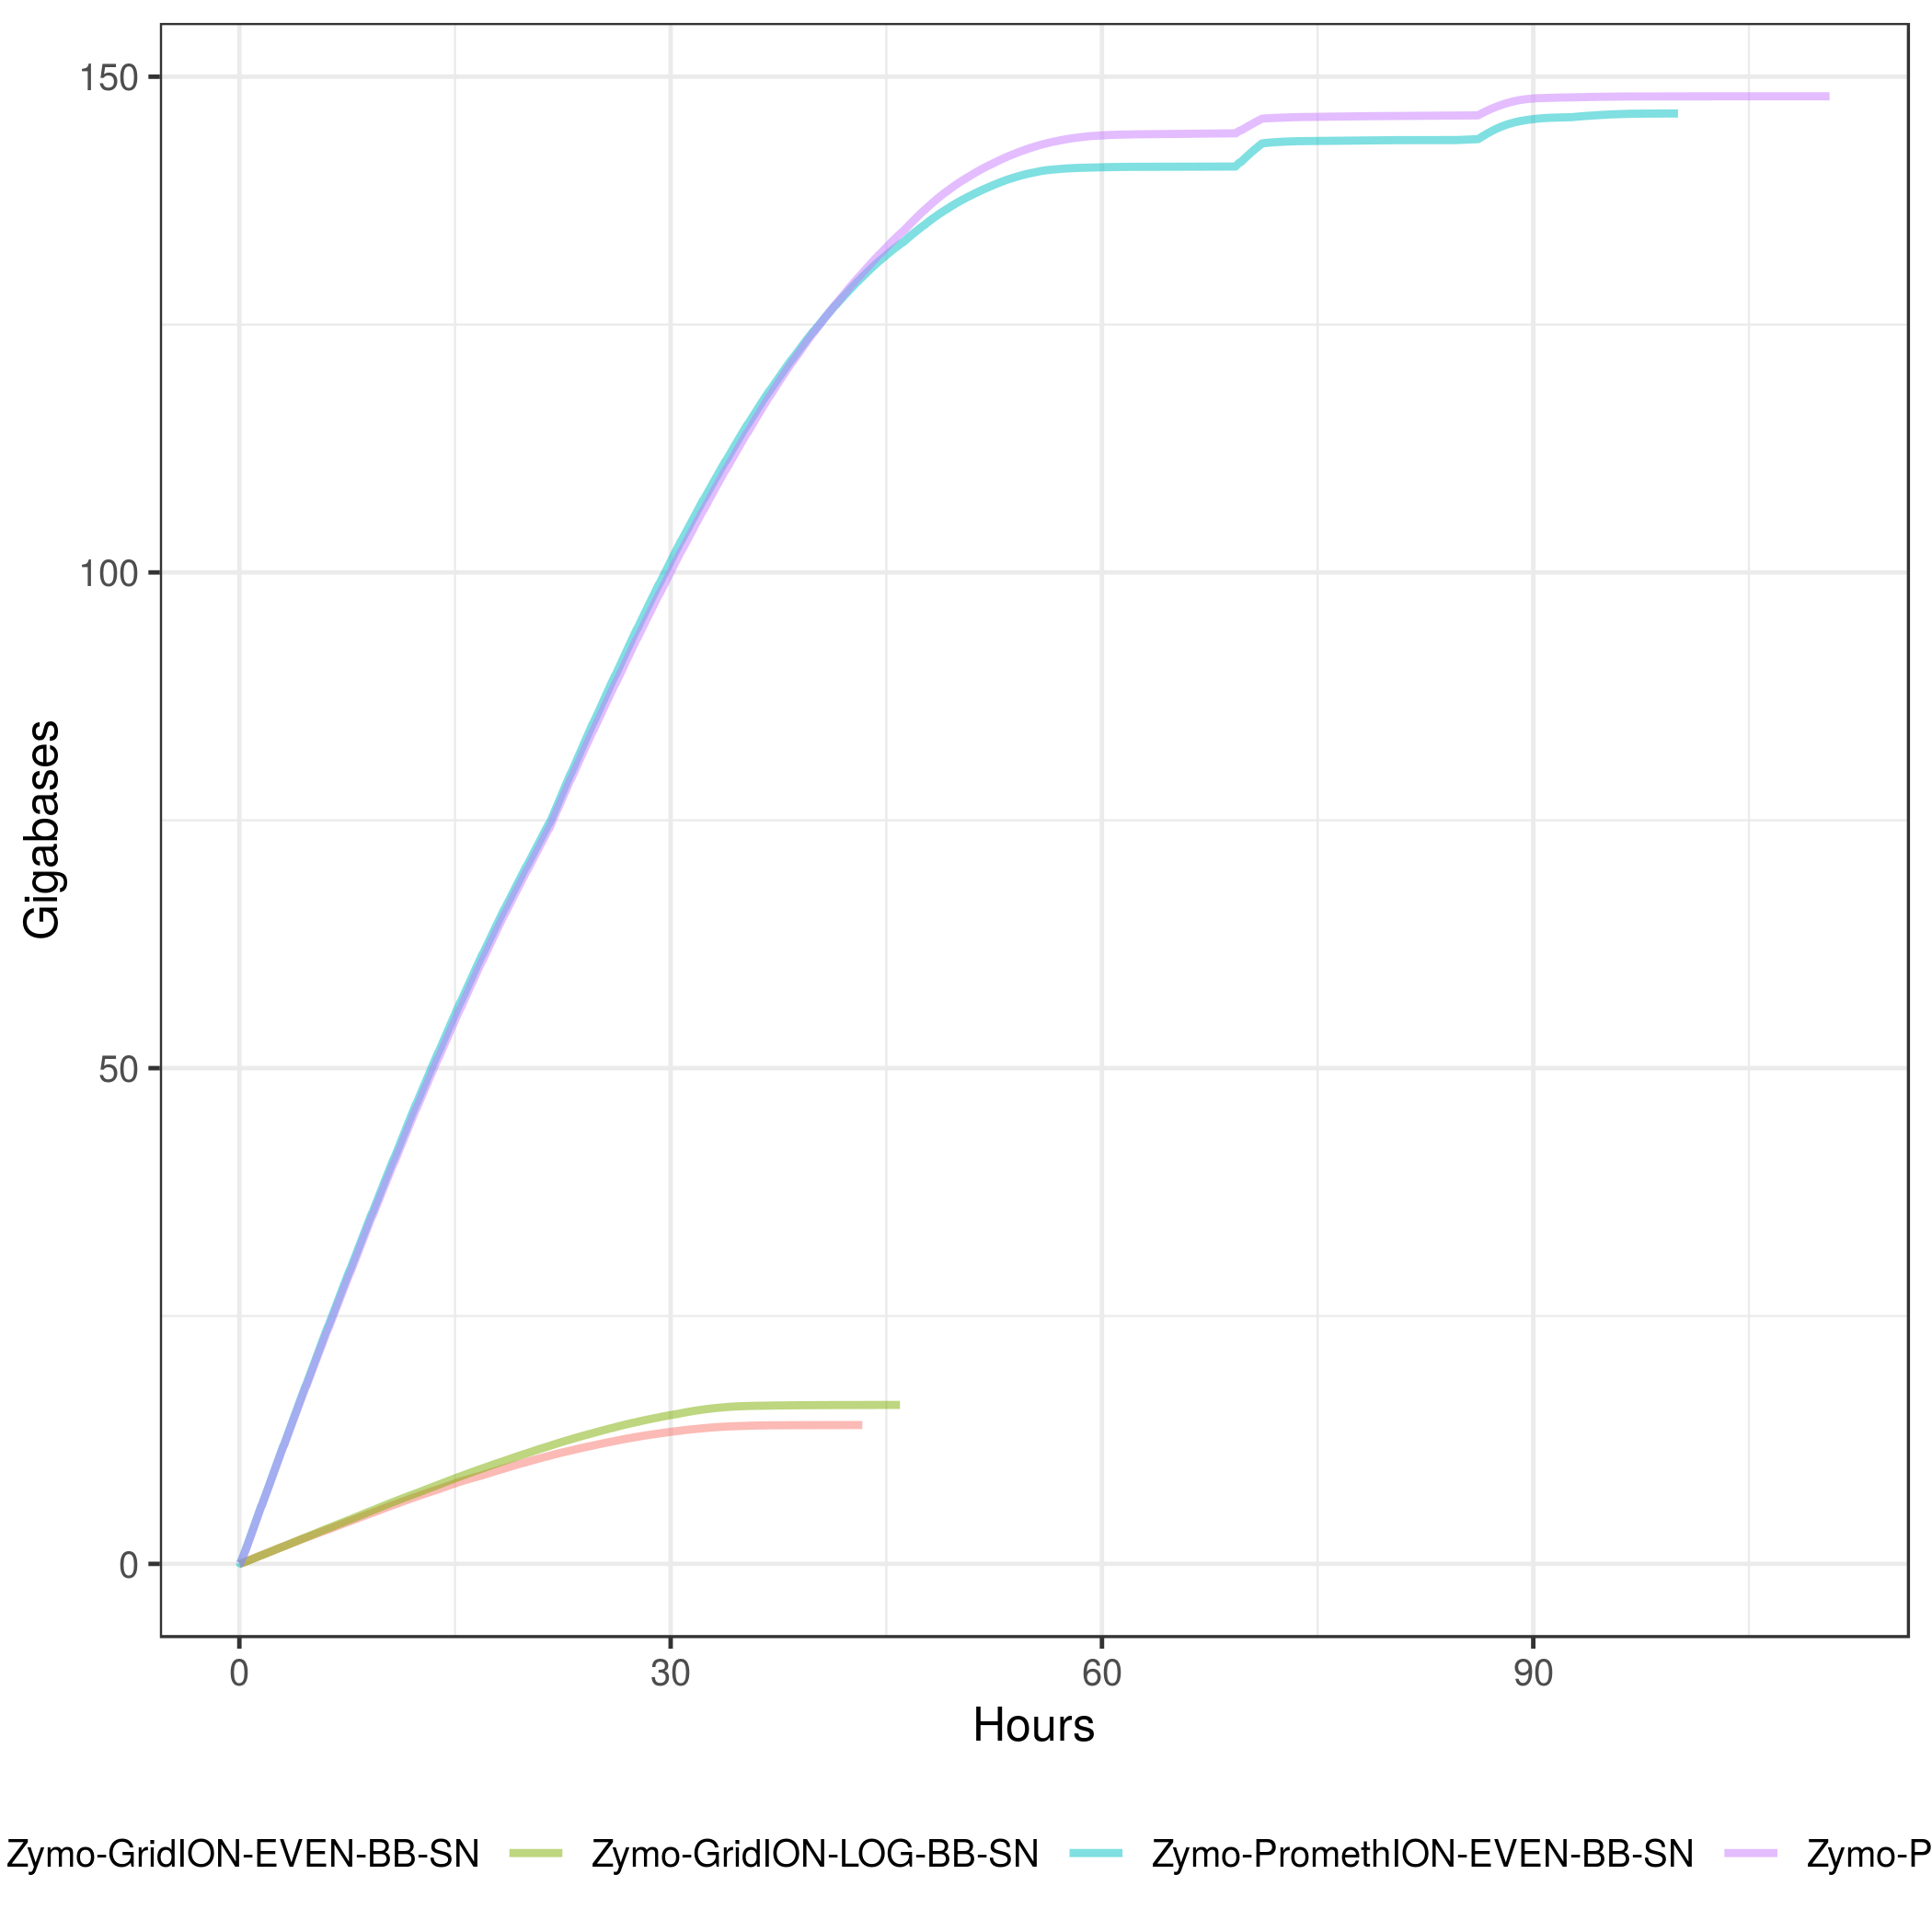 150
100
50
0
Gigabases
0 30 60 90
Hours
Zymo-GridION-EVEN-BB-SN Zymo-GridION-LOG-BB-SN Zymo-PromethION-EVEN-BB-SN Zymo-P